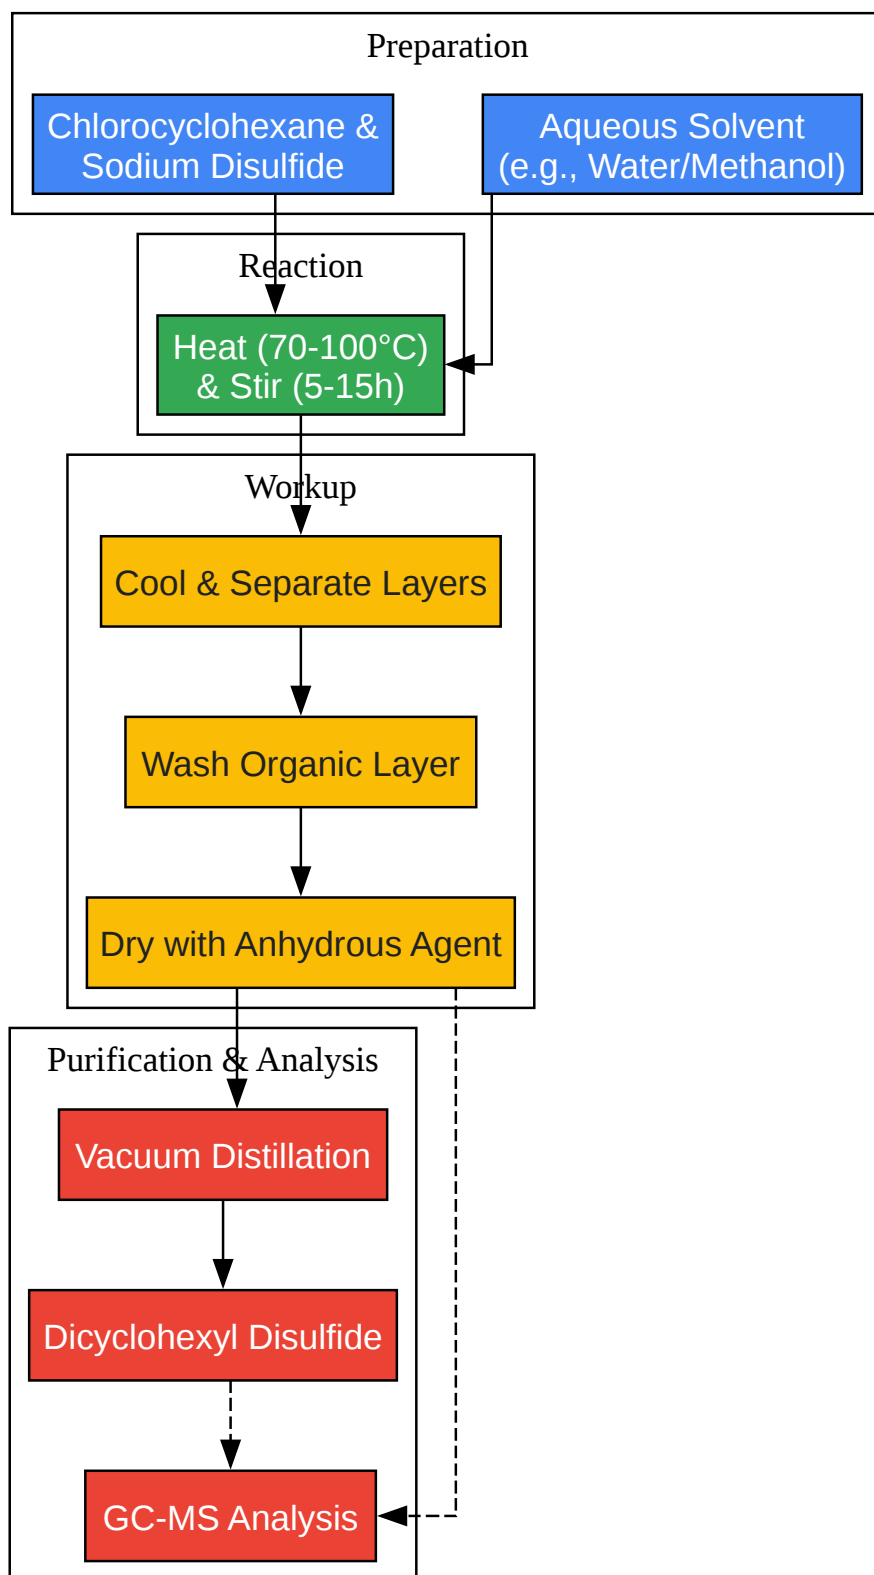 Preparation
Chlorocyclohexane &
Sodium Disulfide
Aqueous Solvent
(e.g., Water/Methanol)
Reaction
Heat (70-100°C)
& Stir (5-15h)
Workup
Cool & Separate Layers
Wash Organic Layer
Dry with Anhydrous Agent
Purification & Analysis
Vacuum Distillation
Dicyclohexyl Disulfide
GC-MS Analysis